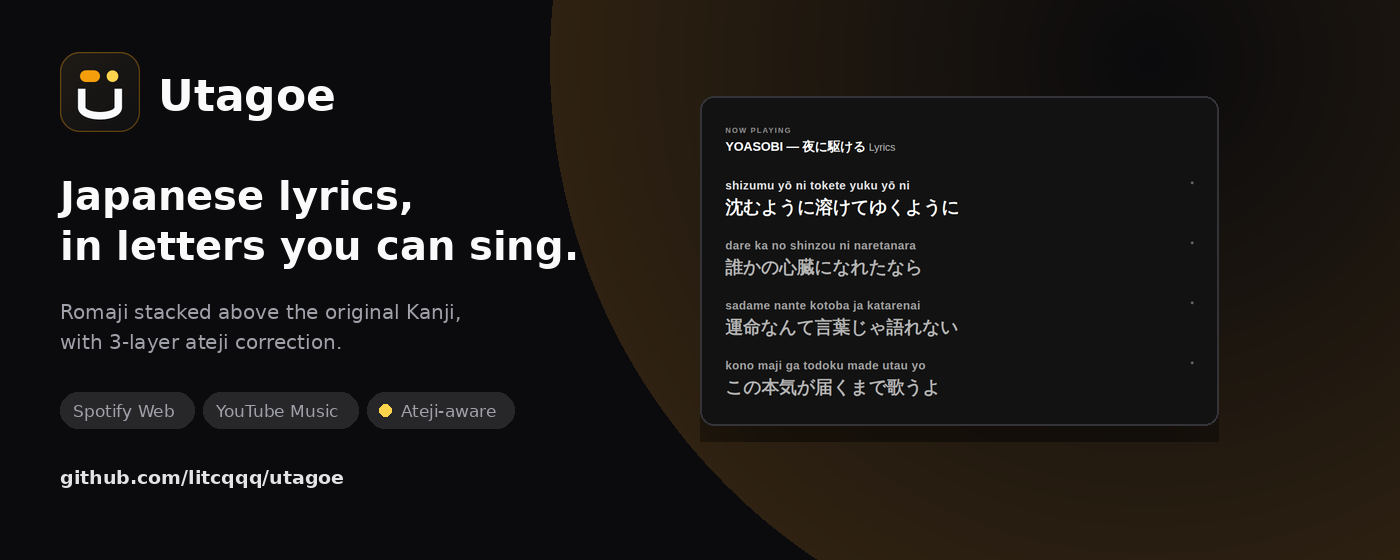 Utagoe
Japanese lyrics,
in letters you can sing.
Romaji stacked above the original Kanji,
with 3-layer ateji correction.
Spotify Web
YouTube Music
Ateji-aware
github.com/litcqqq/utagoe
NOW PLAYING
YOASOBI — 夜に駆ける Lyrics
shizumu yō ni tokete yuku yō ni
沈むように溶けてゆくように
dare ka no shinzou ni naretanara
誰かの心臓になれたなら
sadame nante kotoba ja katarenai
運命なんて言葉じゃ語れない
kono maji ga todoku made utau yo
この本気が届くまで歌うよ